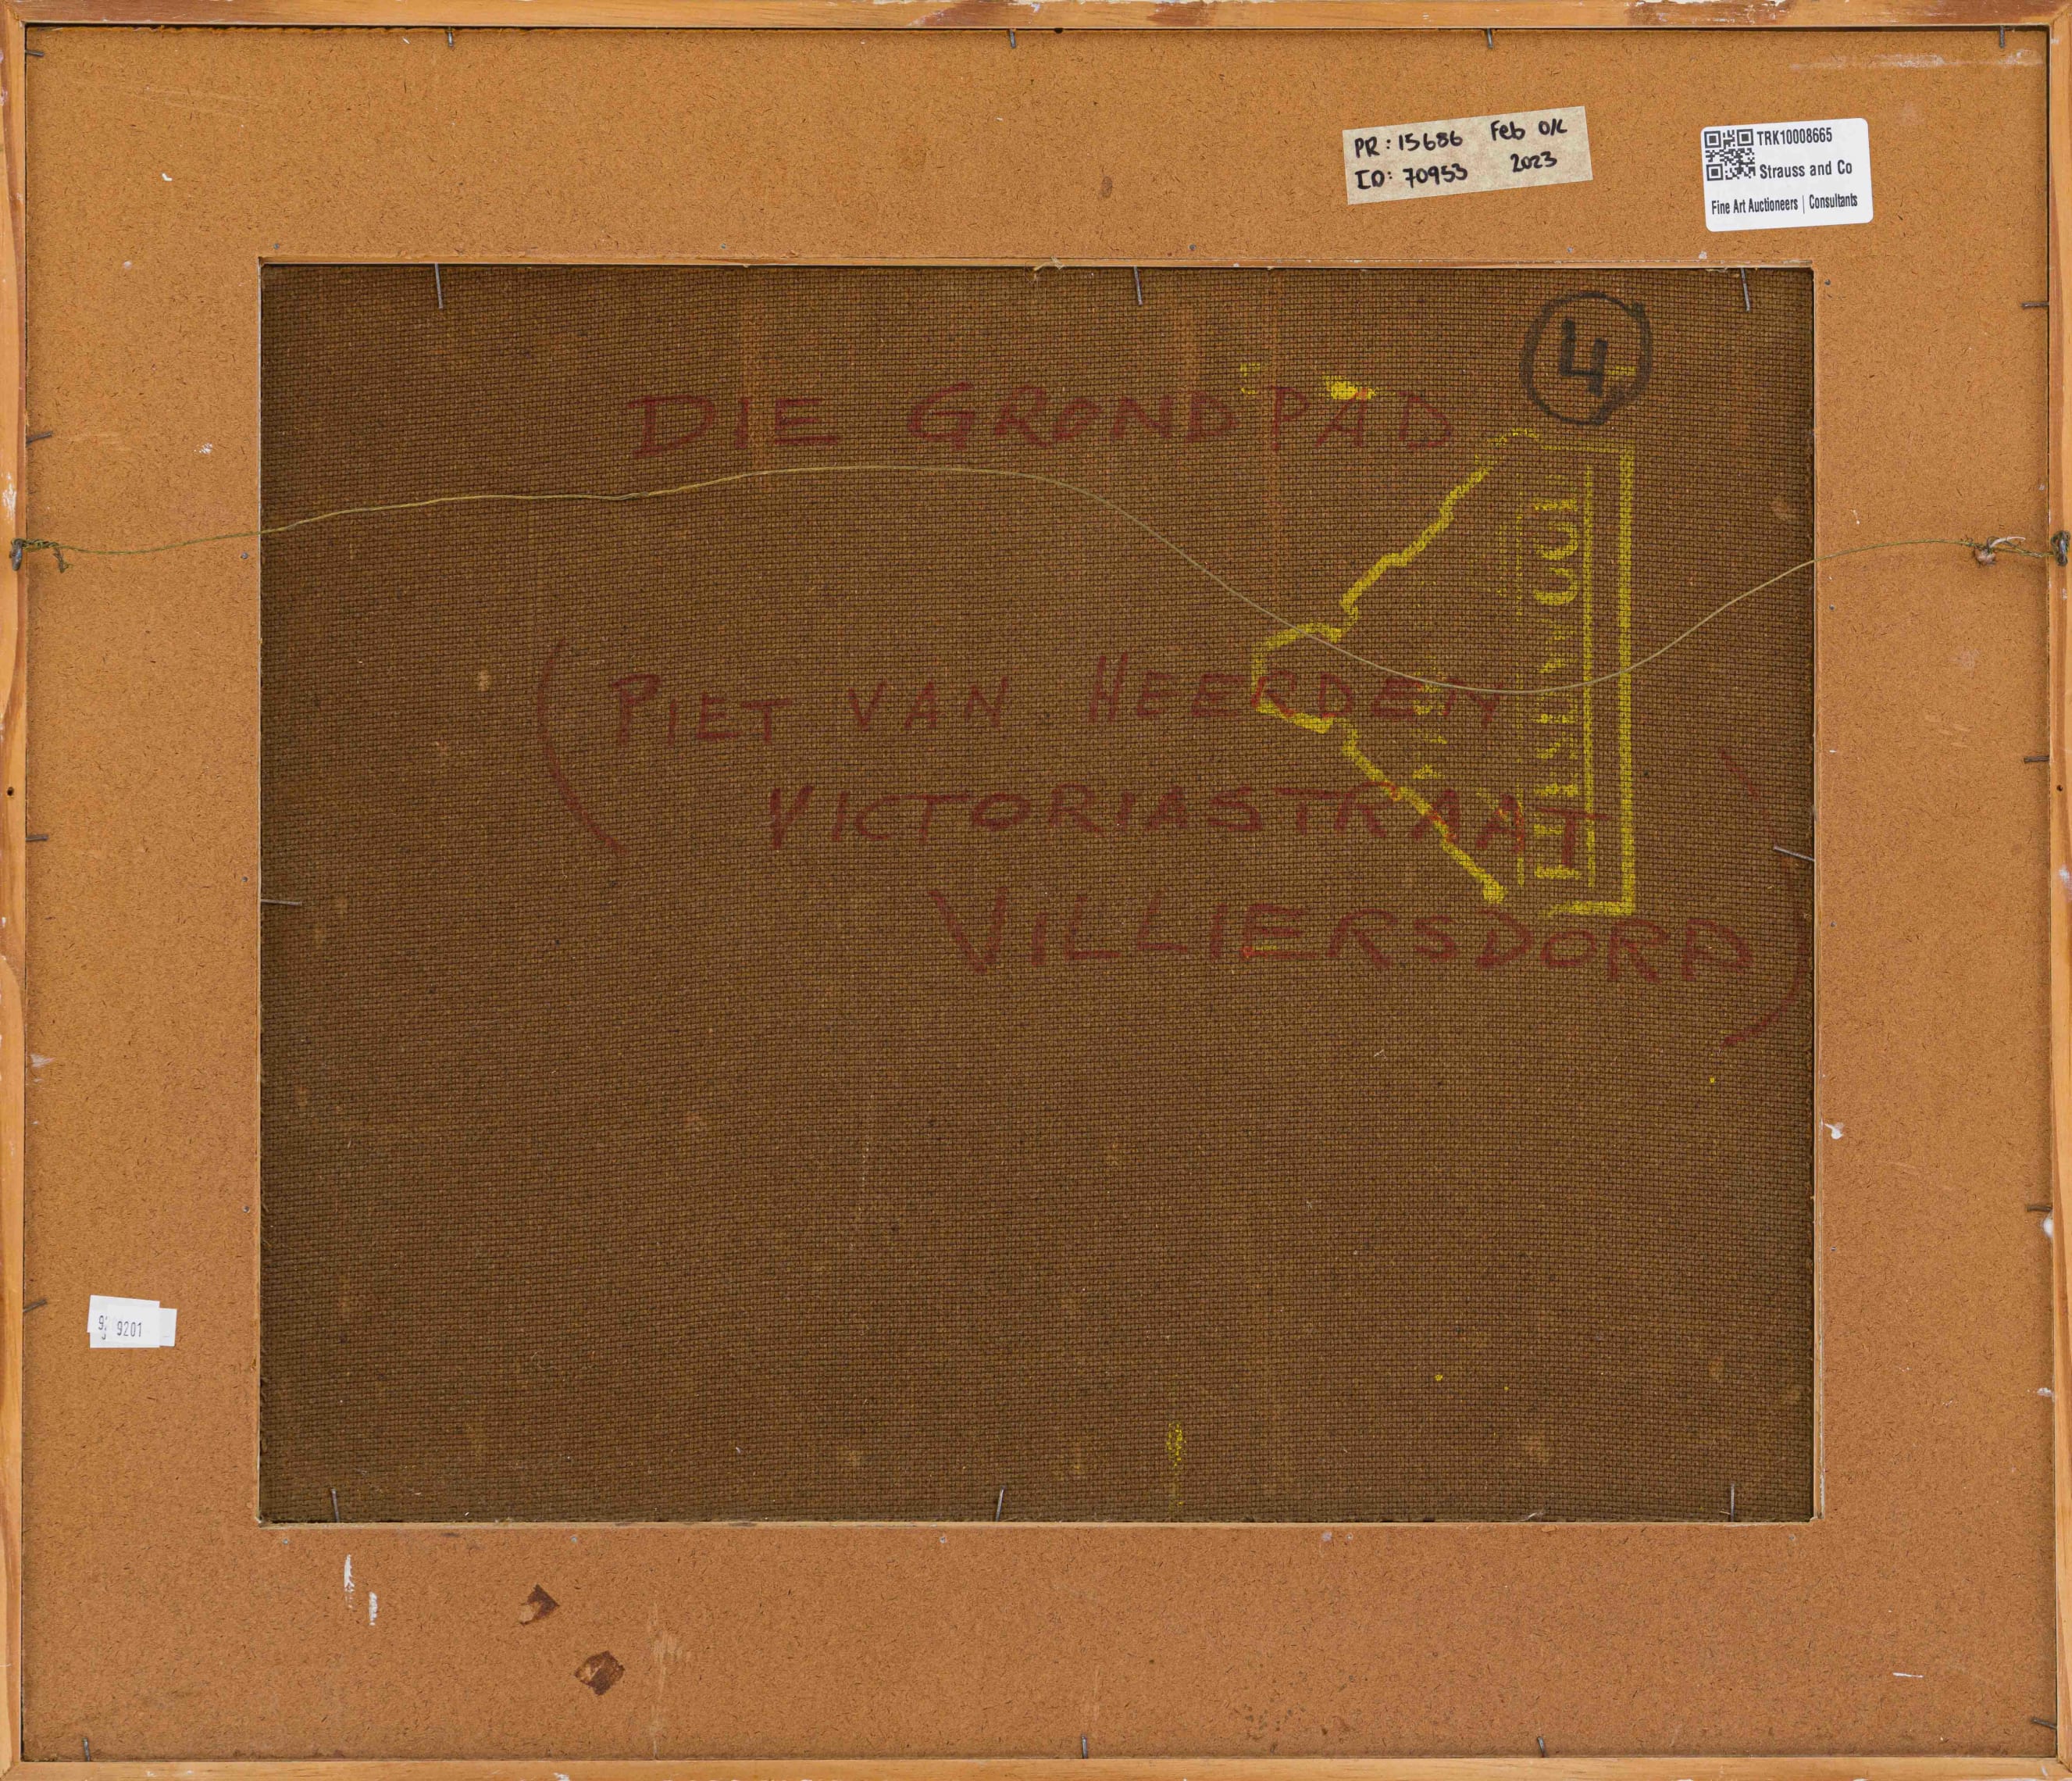 PR: 15686 Feb O/L
ID: 70953 2023
TRK10008665
Strauss and Co
Fine Art Auctioneers | Consultants
4
DIE GRONDPAD
(PIET VAN HEERDEN
VICTORIASTRAAT
VILLIERSDORP)
9201